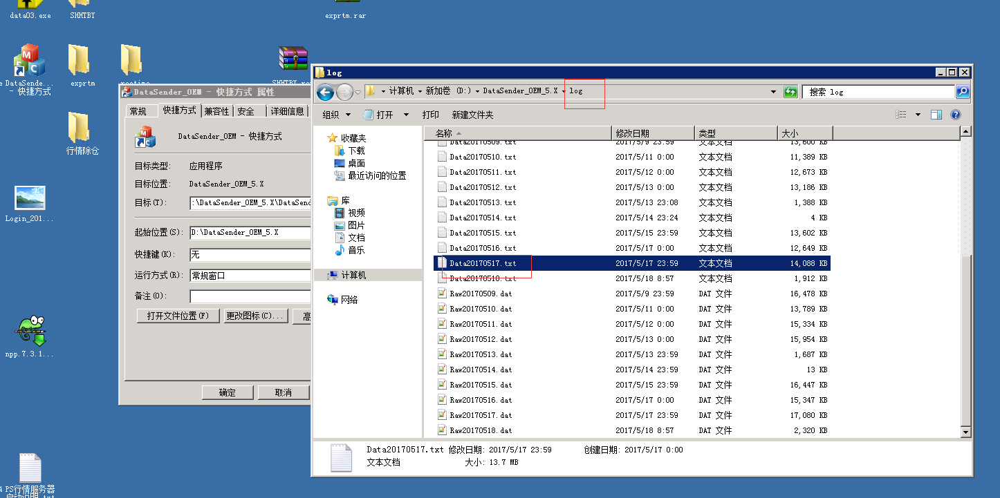 data03.exe
SHHTBY
exprtm.rar
DataSende...
- 快捷方式
exprtm
行情除仓
Login_201...
npp.7.3.1...
PS行情服务器
DataSender_OEM - 快捷方式 属性
常规 快捷方式 兼容性 安全 详细信息
DataSender_OEM - 快捷方式
目标类型: 应用程序
目标位置: DataSender_OEM_5.X
目标(T): :\DataSender_OEM_5.X\DataSend
起始位置(S): D:\DataSender_OEM_5.X
快捷键(K): 无
运行方式(R): 常规窗口
备注(O):
打开文件位置(F) 更改图标(C)... 高
确定 取消
log
计算机 新加卷 (D:) DataSender_OEM_5.X log
搜索 log
组织 打开 打印 新建文件夹
收藏夹
下载
桌面
最近访问的位置
库
视频
图片
文档
音乐
计算机
网络
名称 修改日期 类型 大小
Data20170509.txt 2017/5/9 23:59 文本文档 13,600 KB
Data20170510.txt 2017/5/11 0:00 文本文档 11,389 KB
Data20170511.txt 2017/5/12 0:00 文本文档 12,673 KB
Data20170512.txt 2017/5/13 0:00 文本文档 13,186 KB
Data20170513.txt 2017/5/13 23:08 文本文档 1,388 KB
Data20170514.txt 2017/5/14 23:24 文本文档 4 KB
Data20170515.txt 2017/5/15 23:59 文本文档 13,602 KB
Data20170516.txt 2017/5/17 0:00 文本文档 12,649 KB
Data20170517.txt 2017/5/17 23:59 文本文档 14,088 KB
Data20170518.txt 2017/5/18 8:57 文本文档 1,912 KB
Raw20170509.dat 2017/5/9 23:59 DAT 文件 16,478 KB
Raw20170510.dat 2017/5/11 0:00 DAT 文件 13,789 KB
Raw20170511.dat 2017/5/12 0:00 DAT 文件 15,334 KB
Raw20170512.dat 2017/5/13 0:00 DAT 文件 15,954 KB
Raw20170513.dat 2017/5/13 23:59 DAT 文件 1,687 KB
Raw20170514.dat 2017/5/14 23:59 DAT 文件 13 KB
Raw20170515.dat 2017/5/15 23:59 DAT 文件 16,447 KB
Raw20170516.dat 2017/5/17 0:00 DAT 文件 15,347 KB
Raw20170517.dat 2017/5/17 23:59 DAT 文件 17,080 KB
Raw20170518.dat 2017/5/18 8:57 DAT 文件 2,320 KB
Data20170517.txt 修改日期: 2017/5/17 23:59 创建日期: 2017/5/17 0:00
文本文档 大小: 13.7 MB